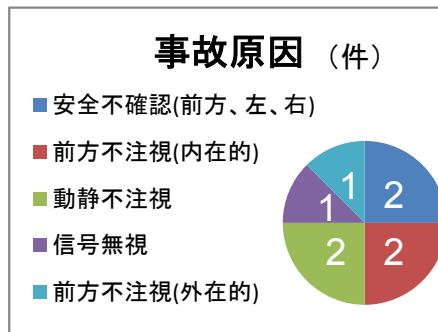 事故原因 （件）
安全不確認(前方、左、右)
前方不注視(内在的)
動静不注視
信号無視
前方不注視(外在的)
1
2
1
2
2